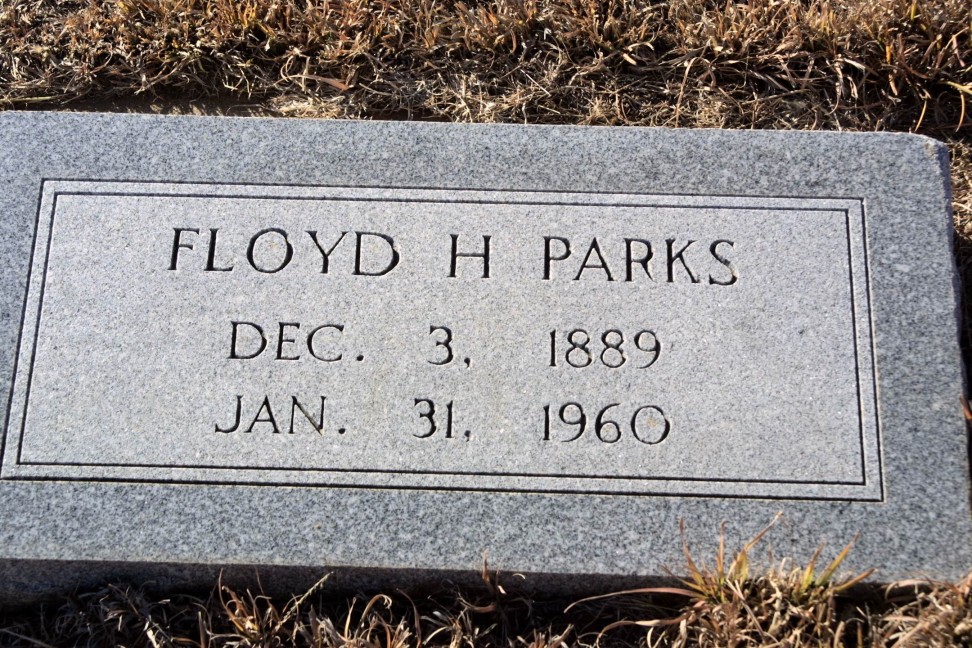 FLOYD H PARKS
DEC. 3, 1889
JAN. 31, 1960